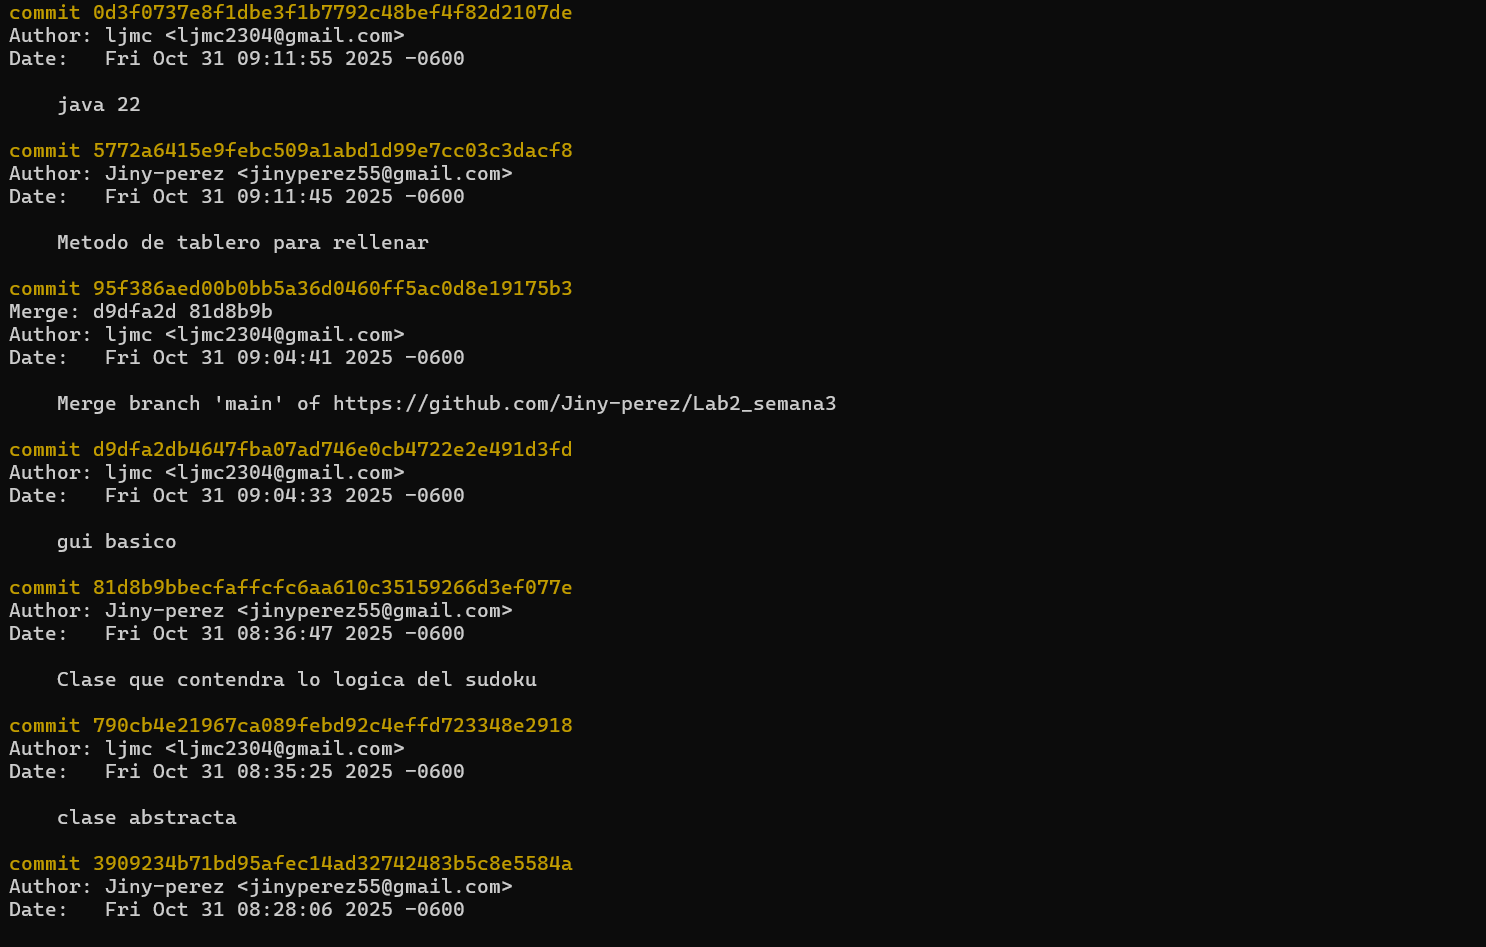 commit 0d3f0737e8f1dbe3f1b7792c48bef4f82d2107de
Author: ljmc <ljmc2304@gmail.com>
Date:   Fri Oct 31 09:11:55 2025 -0600
    java 22
commit 5772a6415e9febc509a1abd1d99e7cc03c3dacf8
Author: Jiny-perez <jinyperez55@gmail.com>
Date:   Fri Oct 31 09:11:45 2025 -0600
    Metodo de tablero para rellenar
commit 95f386aed00b0bb5a36d0460ff5ac0d8e19175b3
Merge: d9dfa2d 81d8b9b
Author: ljmc <ljmc2304@gmail.com>
Date:   Fri Oct 31 09:04:41 2025 -0600
    Merge branch 'main' of https://github.com/Jiny-perez/Lab2_semana3
commit d9dfa2db4647fba07ad746e0cb4722e2e491d3fd
Author: ljmc <ljmc2304@gmail.com>
Date:   Fri Oct 31 09:04:33 2025 -0600
    gui basico
commit 81d8b9bbecfaffcfc6aa610c35159266d3ef077e
Author: Jiny-perez <jinyperez55@gmail.com>
Date:   Fri Oct 31 08:36:47 2025 -0600
    Clase que contendra lo logica del sudoku
commit 790cb4e21967ca089febd92c4effd723348e2918
Author: ljmc <ljmc2304@gmail.com>
Date:   Fri Oct 31 08:35:25 2025 -0600
    clase abstracta
commit 3909234b71bd95afec14ad32742483b5c8e5584a
Author: Jiny-perez <jinyperez55@gmail.com>
Date:   Fri Oct 31 08:28:06 2025 -0600